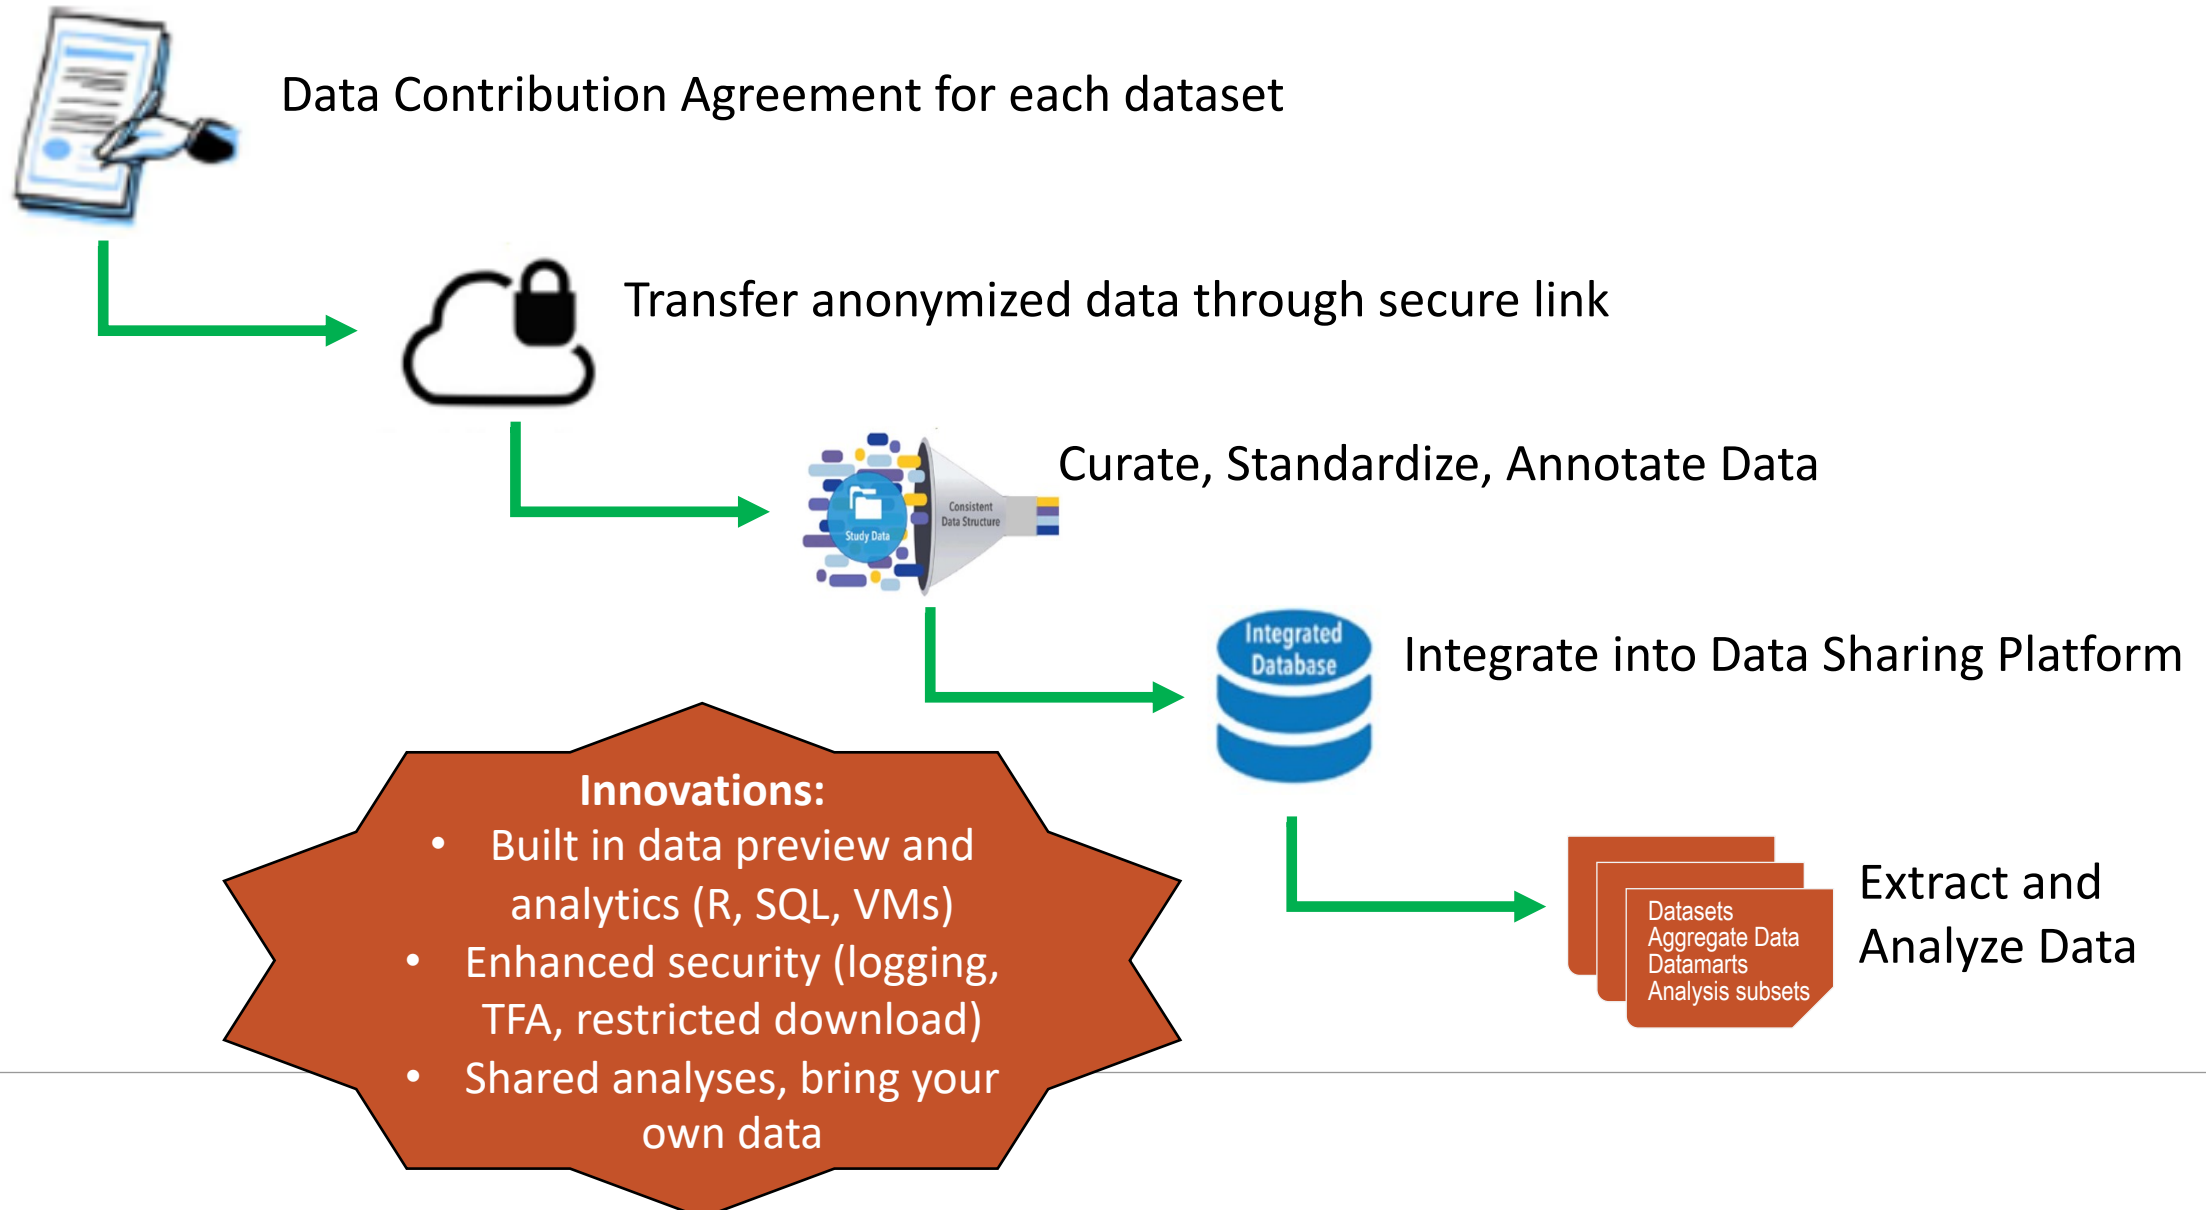 Data Contribution Agreement for each dataset
Transfer anonymized data through secure link
Curate, Standardize, Annotate Data
Study Data
Consistent
Data Structure
Integrated
Database
Integrate into Data Sharing Platform
Innovations:
• Built in data preview and
analytics (R, SQL, VMs)
• Enhanced security (logging,
TFA, restricted download)
• Shared analyses, bring your
own data
Datasets
Aggregate Data
Datamarts
Analysis subsets
Extract and
Analyze Data